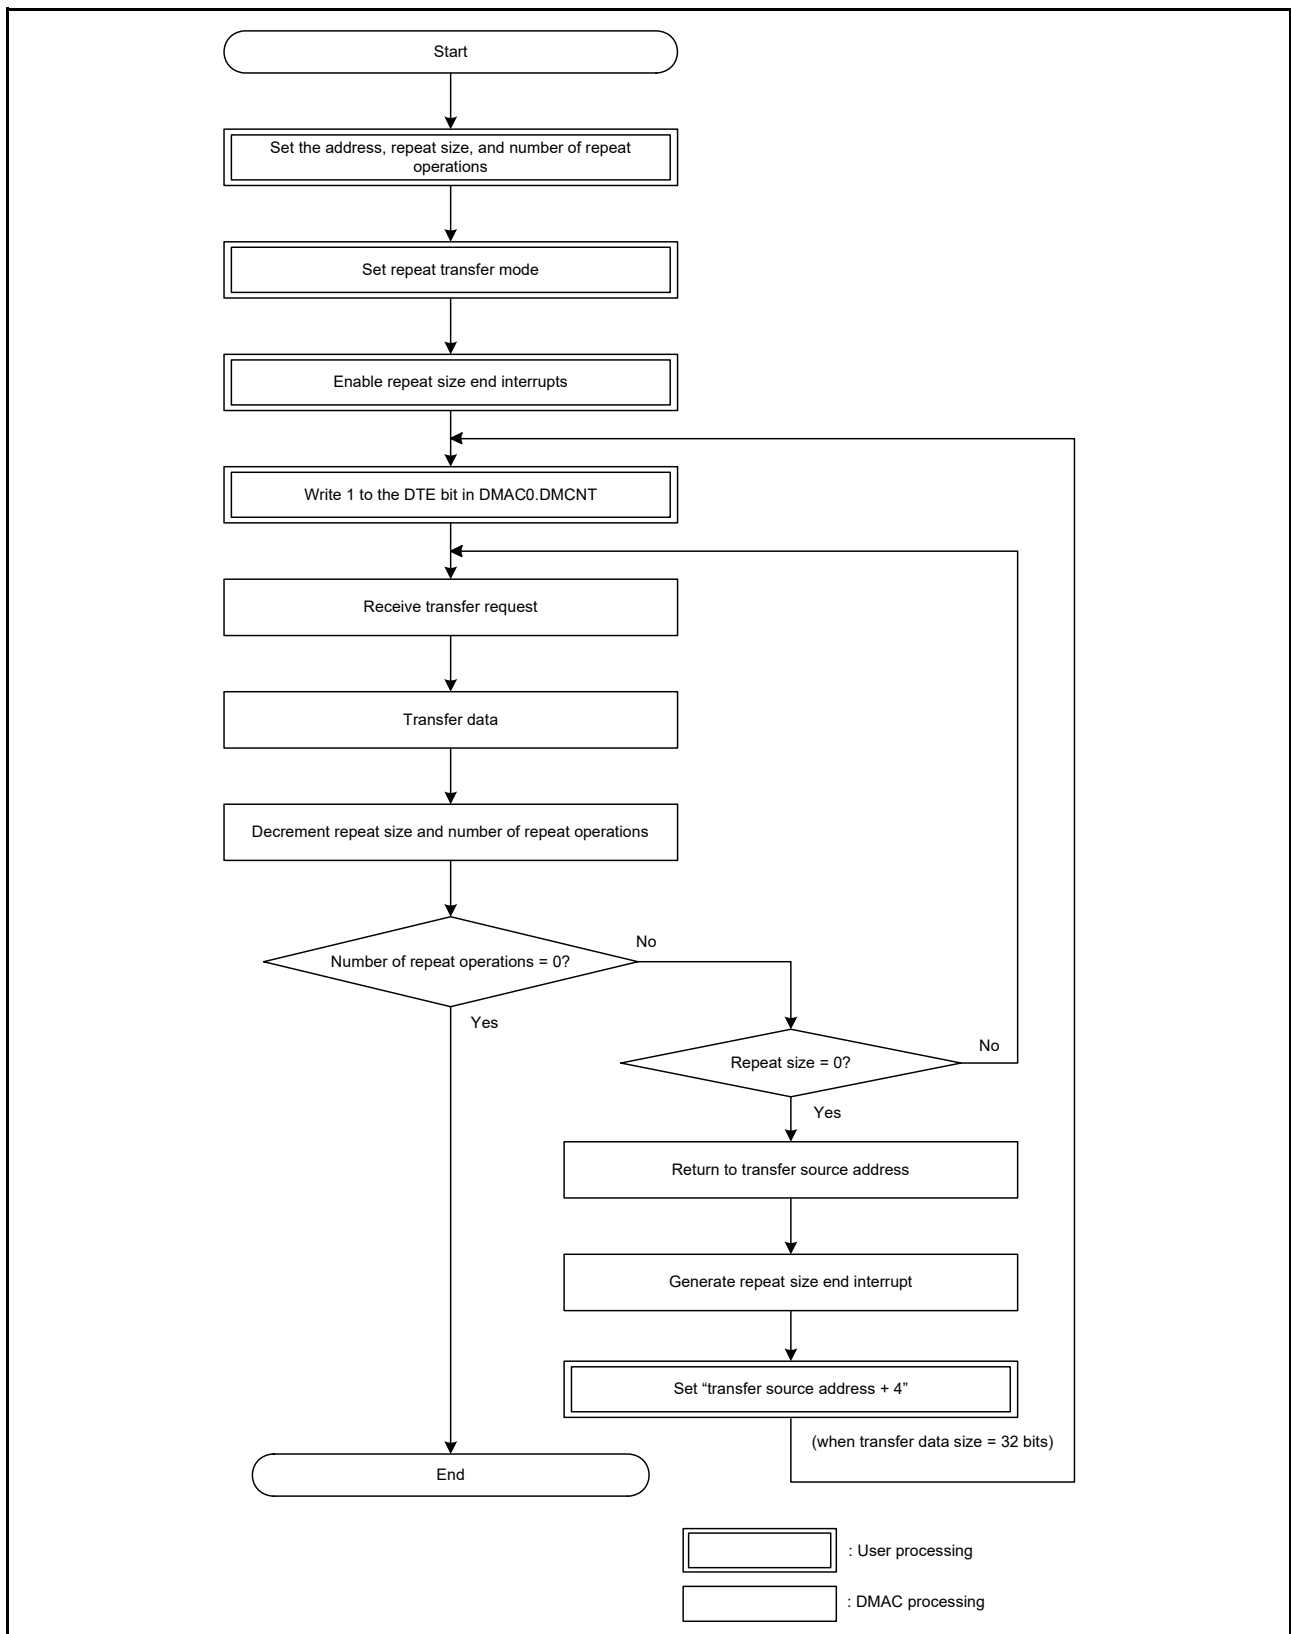 Start
Set the address, repeat size, and number of repeat
operations
Set repeat transfer mode
Enable repeat size end interrupts
Write 1 to the DTE bit in DMAC0.DMCNT
Receive transfer request
Transfer data
Decrement repeat size and number of repeat operations
No
Number of repeat operations = 0?
Yes
No
Repeat size = 0?
Yes
Return to transfer source address
Generate repeat size end interrupt
Set “transfer source address + 4”
(when transfer data size = 32 bits)
End
: User processing
: DMAC processing